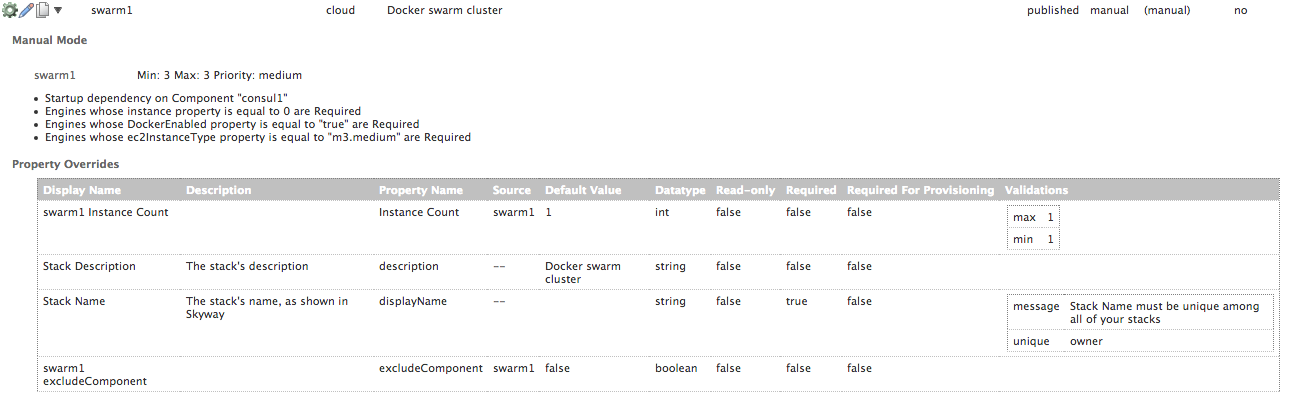 swarm1 cloud Docker swarm cluster published manual (manual) no
Manual Mode
swarm1 Min: 3 Max: 3 Priority: medium
• Startup dependency on Component "consul1"
• Engines whose instance property is equal to 0 are Required
• Engines whose DockerEnabled property is equal to "true" are Required
• Engines whose ec2InstanceType property is equal to "m3.medium" are Required
Property Overrides
Display Name Description Property Name Source Default Value Datatype Read-only Required Required For Provisioning Validations
swarm1 Instance Count Instance Count swarm1 1 int false false false max 1
min 1
Stack Description The stack's description description -- Docker swarm string false false false
cluster
Stack Name The stack's name, as shown in displayName -- string false true false message Stack Name must be unique among
Skyway all of your stacks
unique owner
swarm1 excludeComponent swarm1 false boolean false false false
excludeComponent